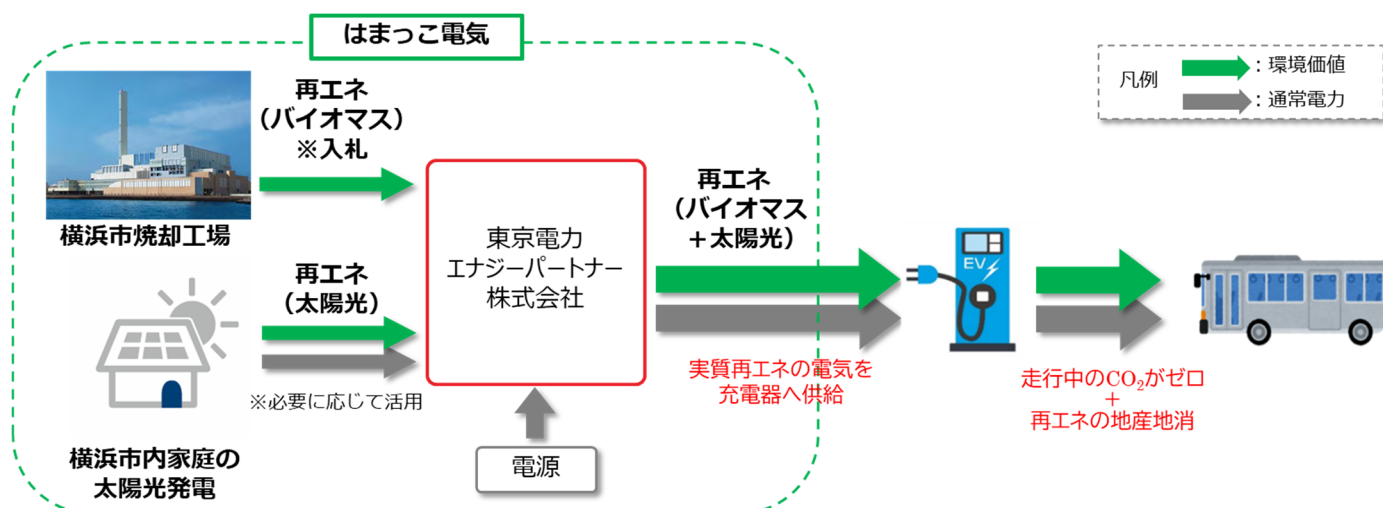 はまっこ電気
凡例
：環境価値
：通常電力
再エネ
（バイオマス）
※入札
横浜市焼却工場
再エネ
（太陽光）
※必要に応じて活用
横浜市内家庭の
太陽光発電
東京電力
エナジーパートナー
株式会社
電源
再エネ
（バイオマス
＋太陽光）
実質再エネの電気を
充電器へ供給
EV
走行中のCO₂がゼロ
＋
再エネの地産地消